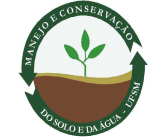 MANEJO E CONSERVAÇÃO
DO SOLO E DA ÁGUA - UFSM